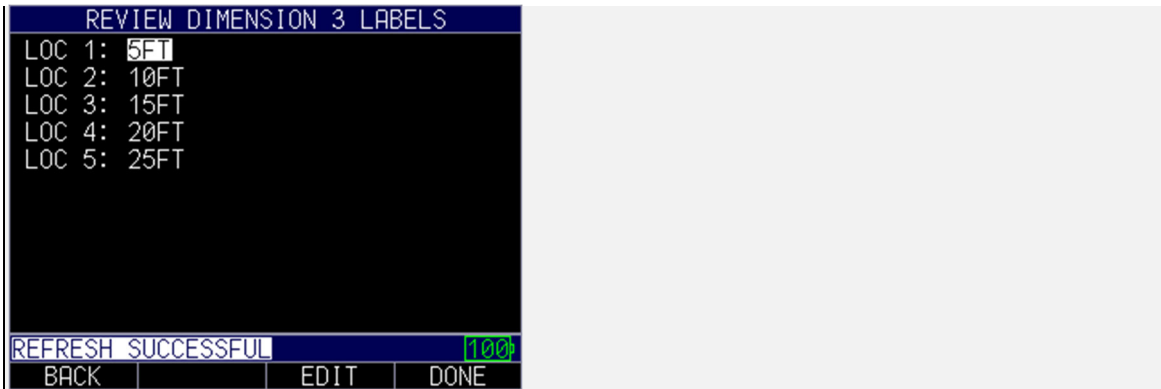 REVIEW DIMENSION 3 LABELS
LOC 1: 5FT
LOC 2: 10FT
LOC 3: 15FT
LOC 4: 20FT
LOC 5: 25FT
REFRESH SUCCESSFUL 100
BACK EDIT DONE